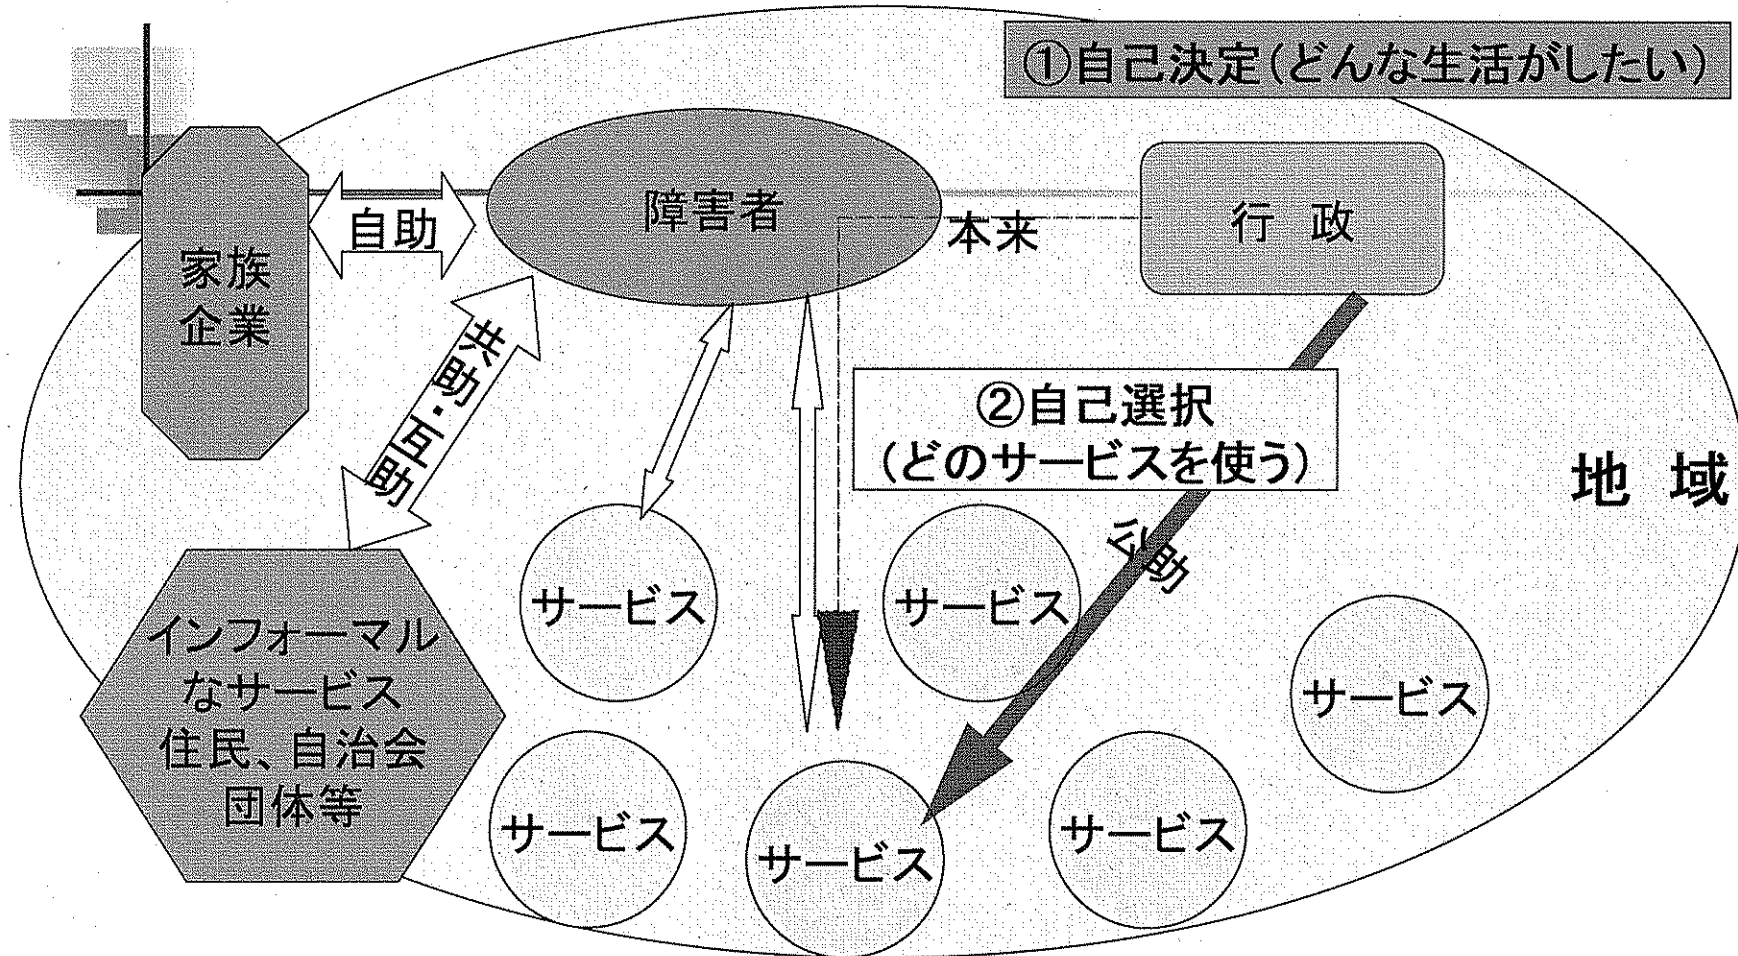 ①自己決定(どんな生活がしたい)
障害者
行 政
自助
本来
家族
企業
共助・互助
②自己選択
(どのサービスを使う)
地 域
公助
サービス
サービス
インフォーマル
なサービス
住民、自治会
団体等
サービス
サービス
サービス
サービス